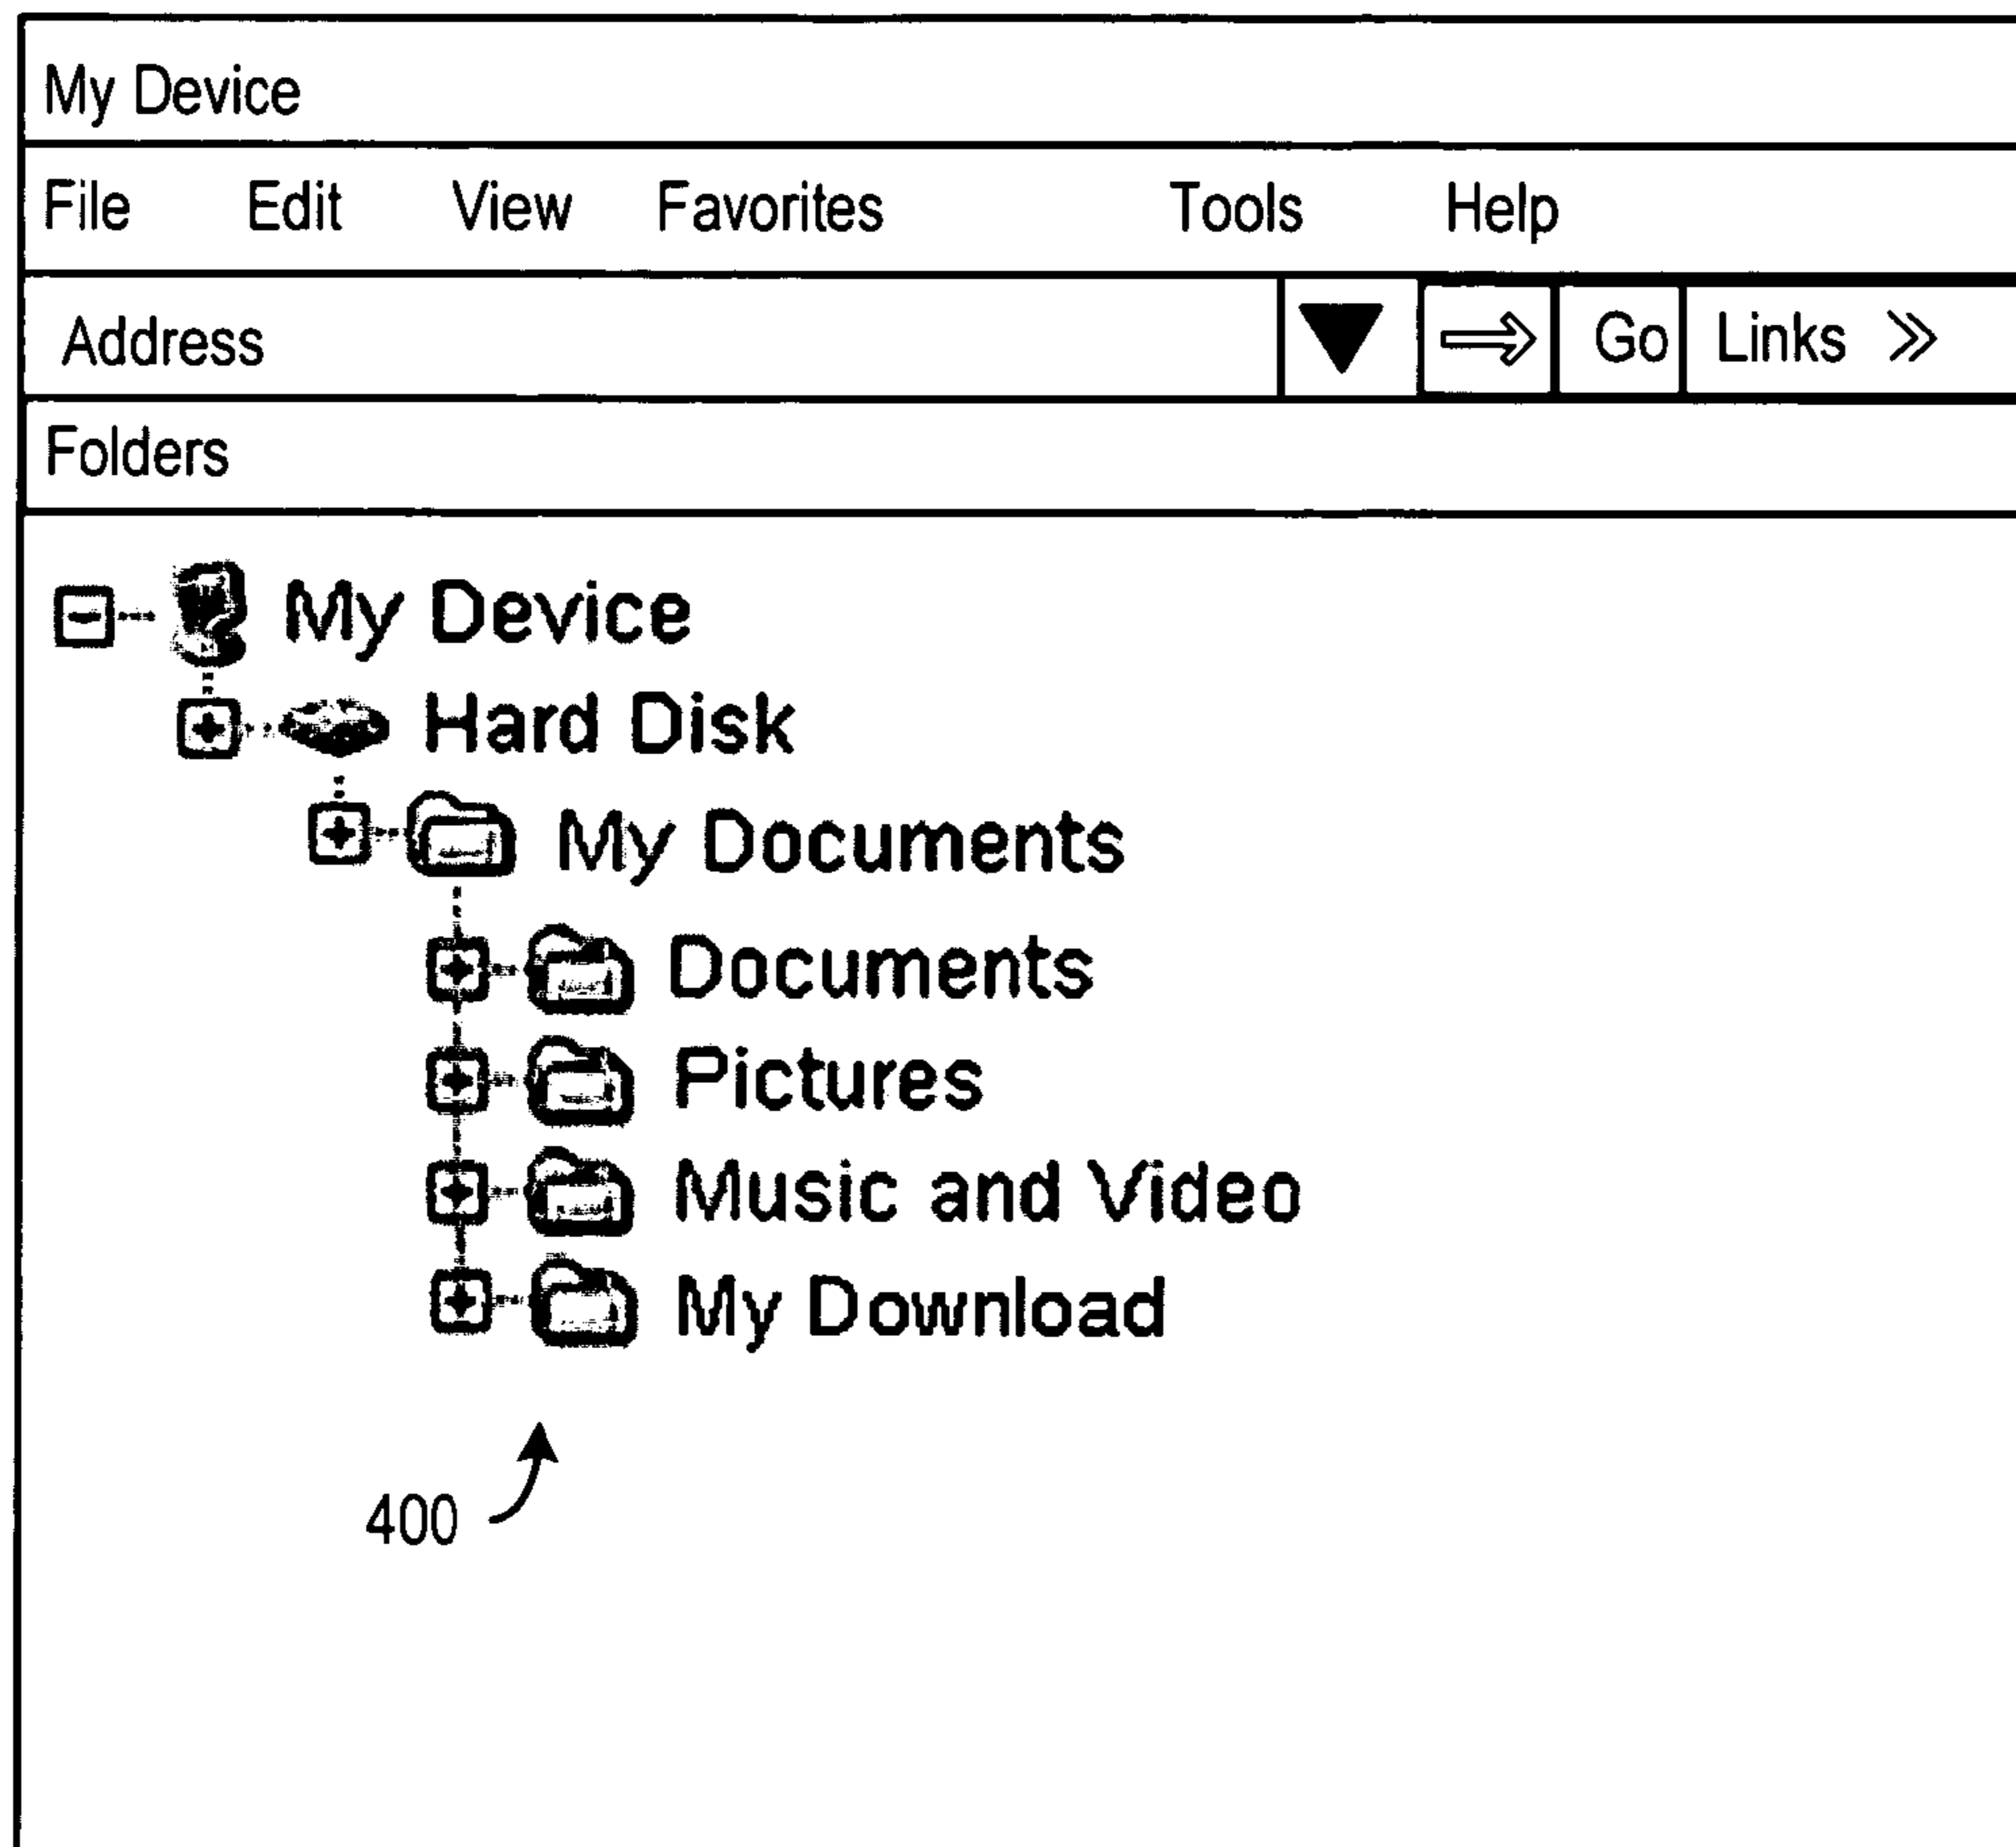 My Device
File Edit View Favorites Tools Help
Address Go Links »
Folders
My Device
Hard Disk
My Documents
Documents
Pictures
Music and Video
My Download
400